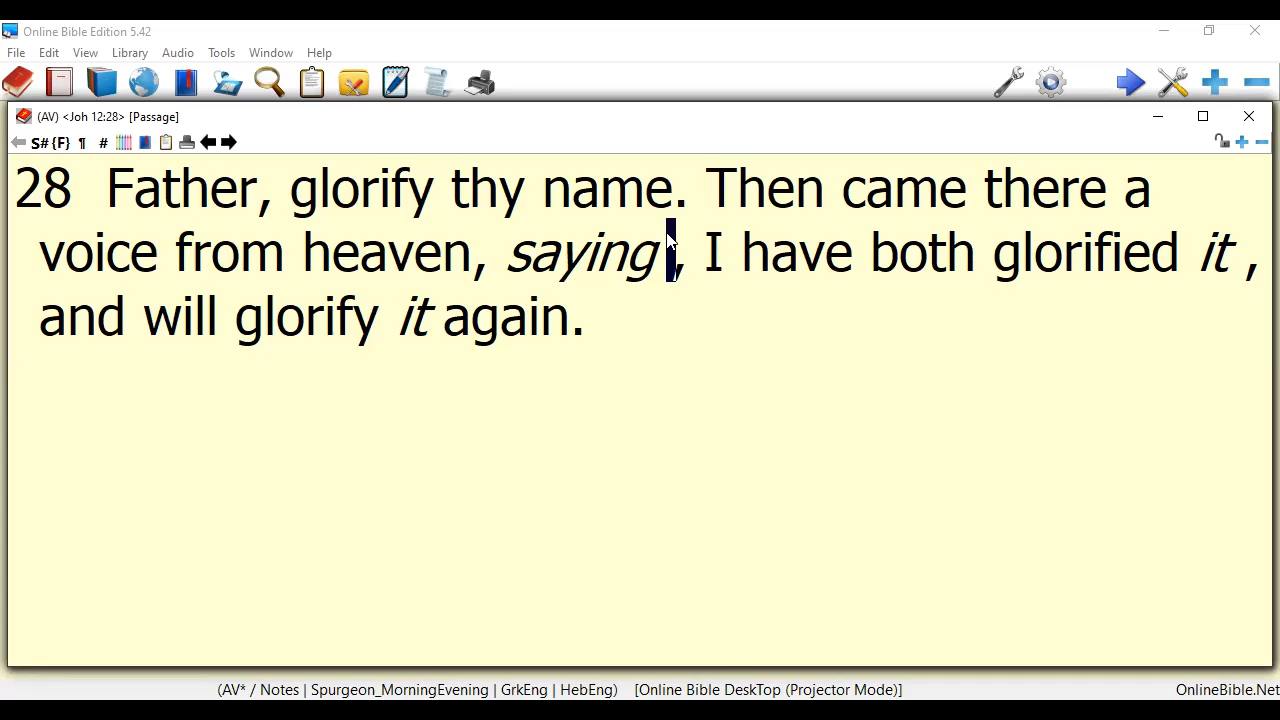 Online Bible Edition 5.42
File Edit View Library Audio Tools Window Help
(AV) <Joh 12:28> [Passage]
S# {F} ¶ #
28 Father, glorify thy name. Then came there a
voice from heaven, saying , I have both glorified it ,
and will glorify it again.
(AV* / Notes | Spurgeon_MorningEvening | GrkEng | HebEng) [Online Bible DeskTop (Projector Mode)] OnlineBible.Net